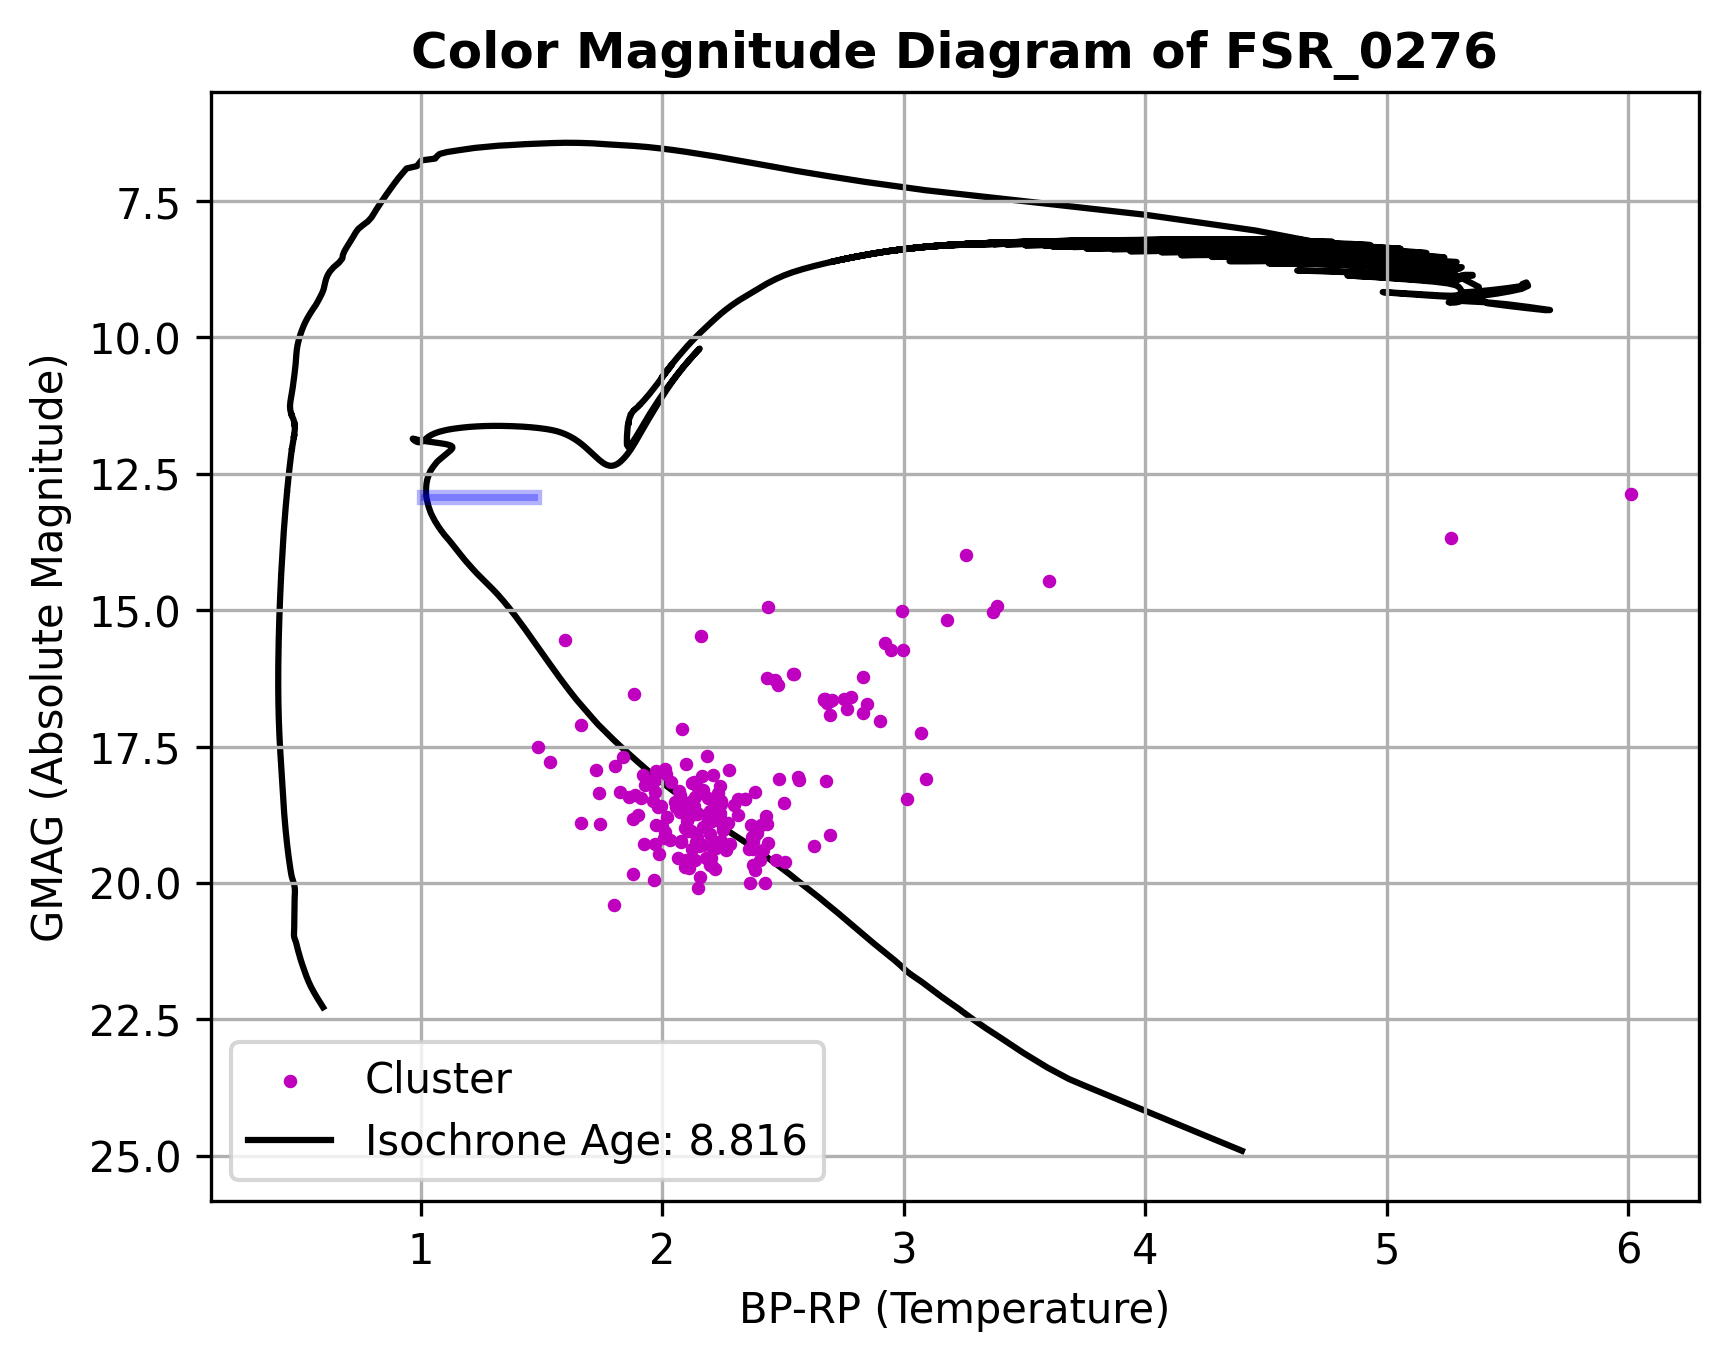 Color Magnitude Diagram of FSR_0276
GMAG (Absolute Magnitude)
7.5
10.0
12.5
15.0
17.5
20.0
22.5
25.0
Cluster
Isochrone Age: 8.816
1 2 3 4 5 6
BP-RP (Temperature)